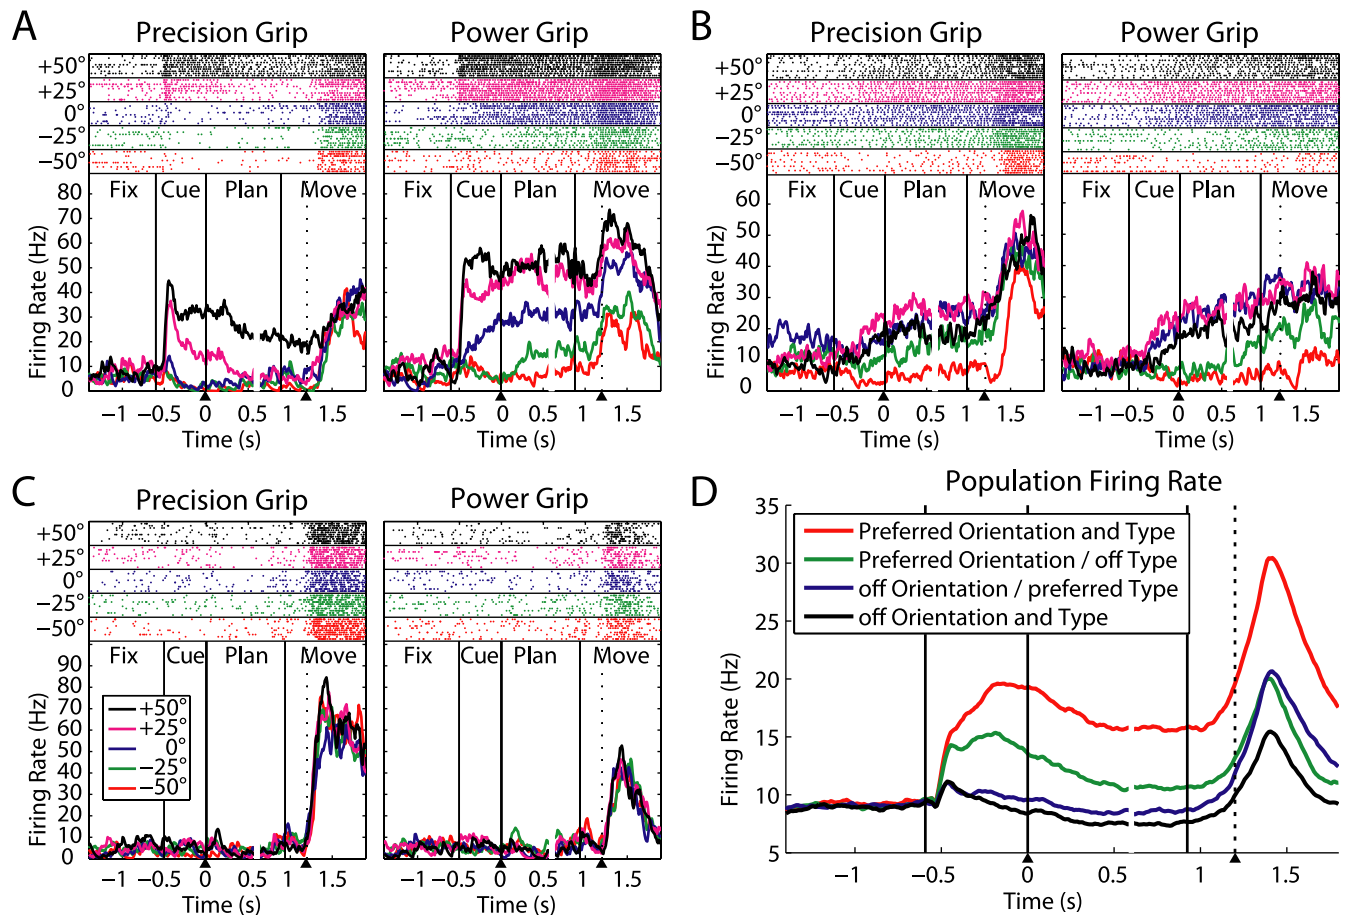 A
Precision Grip
Power Grip
+50°
+25°
0°
−25°
−50°
80
70
60
50
40
30
20
10
0
Firing Rate (Hz)
Fix Cue Plan Move
Fix Cue Plan Move
−1 −0.5 0 0.5 1 1.5
−1 −0.5 0 0.5 1 1.5
Time (s)
Time (s)
B
Precision Grip
Power Grip
+50°
+25°
0°
−25°
−50°
60
50
40
30
20
10
0
Firing Rate (Hz)
Fix Cue Plan Move
Fix Cue Plan Move
−1 −0.5 0 0.5 1 1.5
−1 −0.5 0 0.5 1 1.5
Time (s)
Time (s)
C
Precision Grip
Power Grip
+50°
+25°
0°
−25°
−50°
90
80
70
60
50
40
30
20
10
0
Firing Rate (Hz)
Fix Cue Plan Move
Fix Cue Plan Move
+50°
+25°
0°
−25°
−50°
−1 −0.5 0 0.5 1 1.5
−1 −0.5 0 0.5 1 1.5
Time (s)
Time (s)
D
Population Firing Rate
35
30
25
20
15
10
5
Firing Rate (Hz)
Preferred Orientation and Type
Preferred Orientation / off Type
off Orientation / preferred Type
off Orientation and Type
−1 −0.5 0 0.5 1 1.5
Time (s)